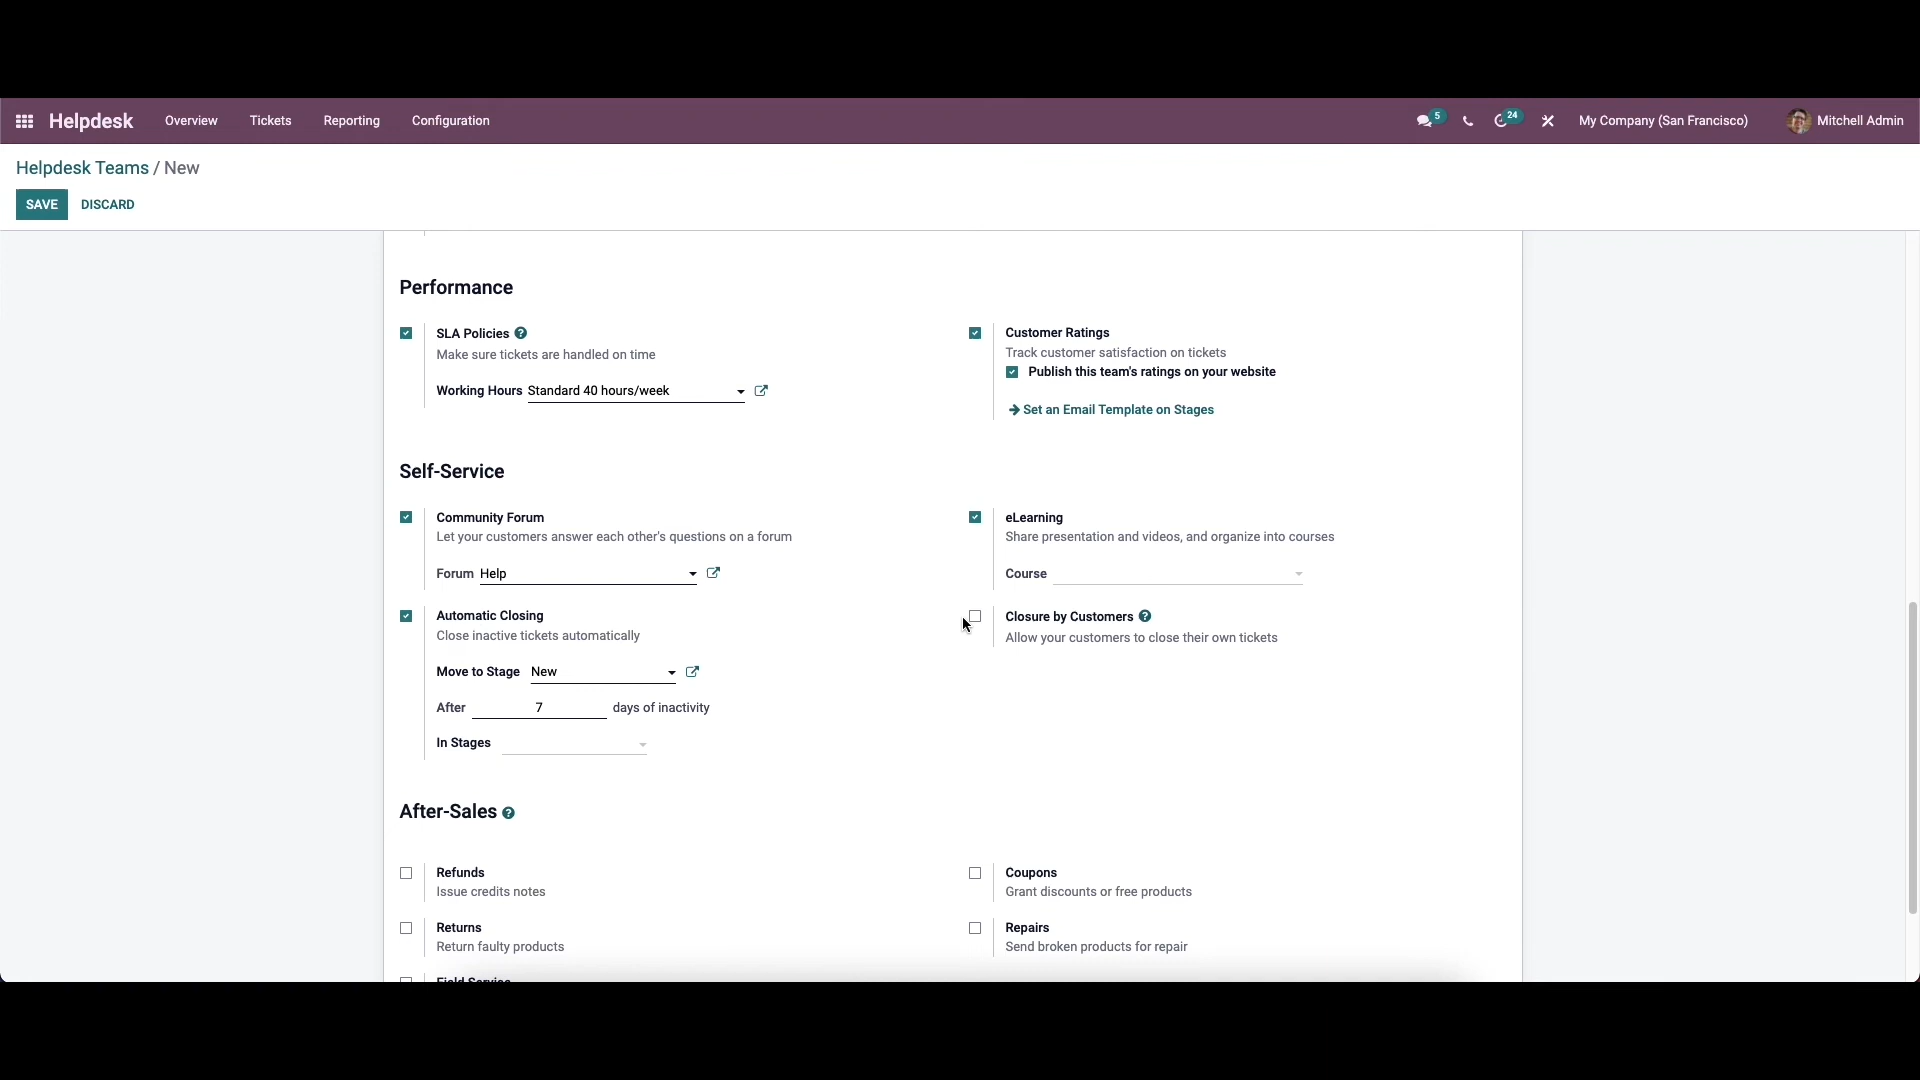 Helpdesk Overview Tickets Reporting Configuration 5 24 My Company (San Francisco) Mitchell Admin
Helpdesk Teams / New
SAVE DISCARD
Performance
SLA Policies ?
Make sure tickets are handled on time
Working Hours Standard 40 hours/week
Customer Ratings
Track customer satisfaction on tickets
Publish this team's ratings on your website
Set an Email Template on Stages
Self-Service
Community Forum
Let your customers answer each other's questions on a forum
Forum Help
eLearning
Share presentation and videos, and organize into courses
Course
Automatic Closing
Close inactive tickets automatically
Move to Stage New
After 7 days of inactivity
In Stages
Closure by Customers ?
Allow your customers to close their own tickets
After-Sales ?
Refunds
Issue credits notes
Coupons
Grant discounts or free products
Returns
Return faulty products
Repairs
Send broken products for repair
Field Service